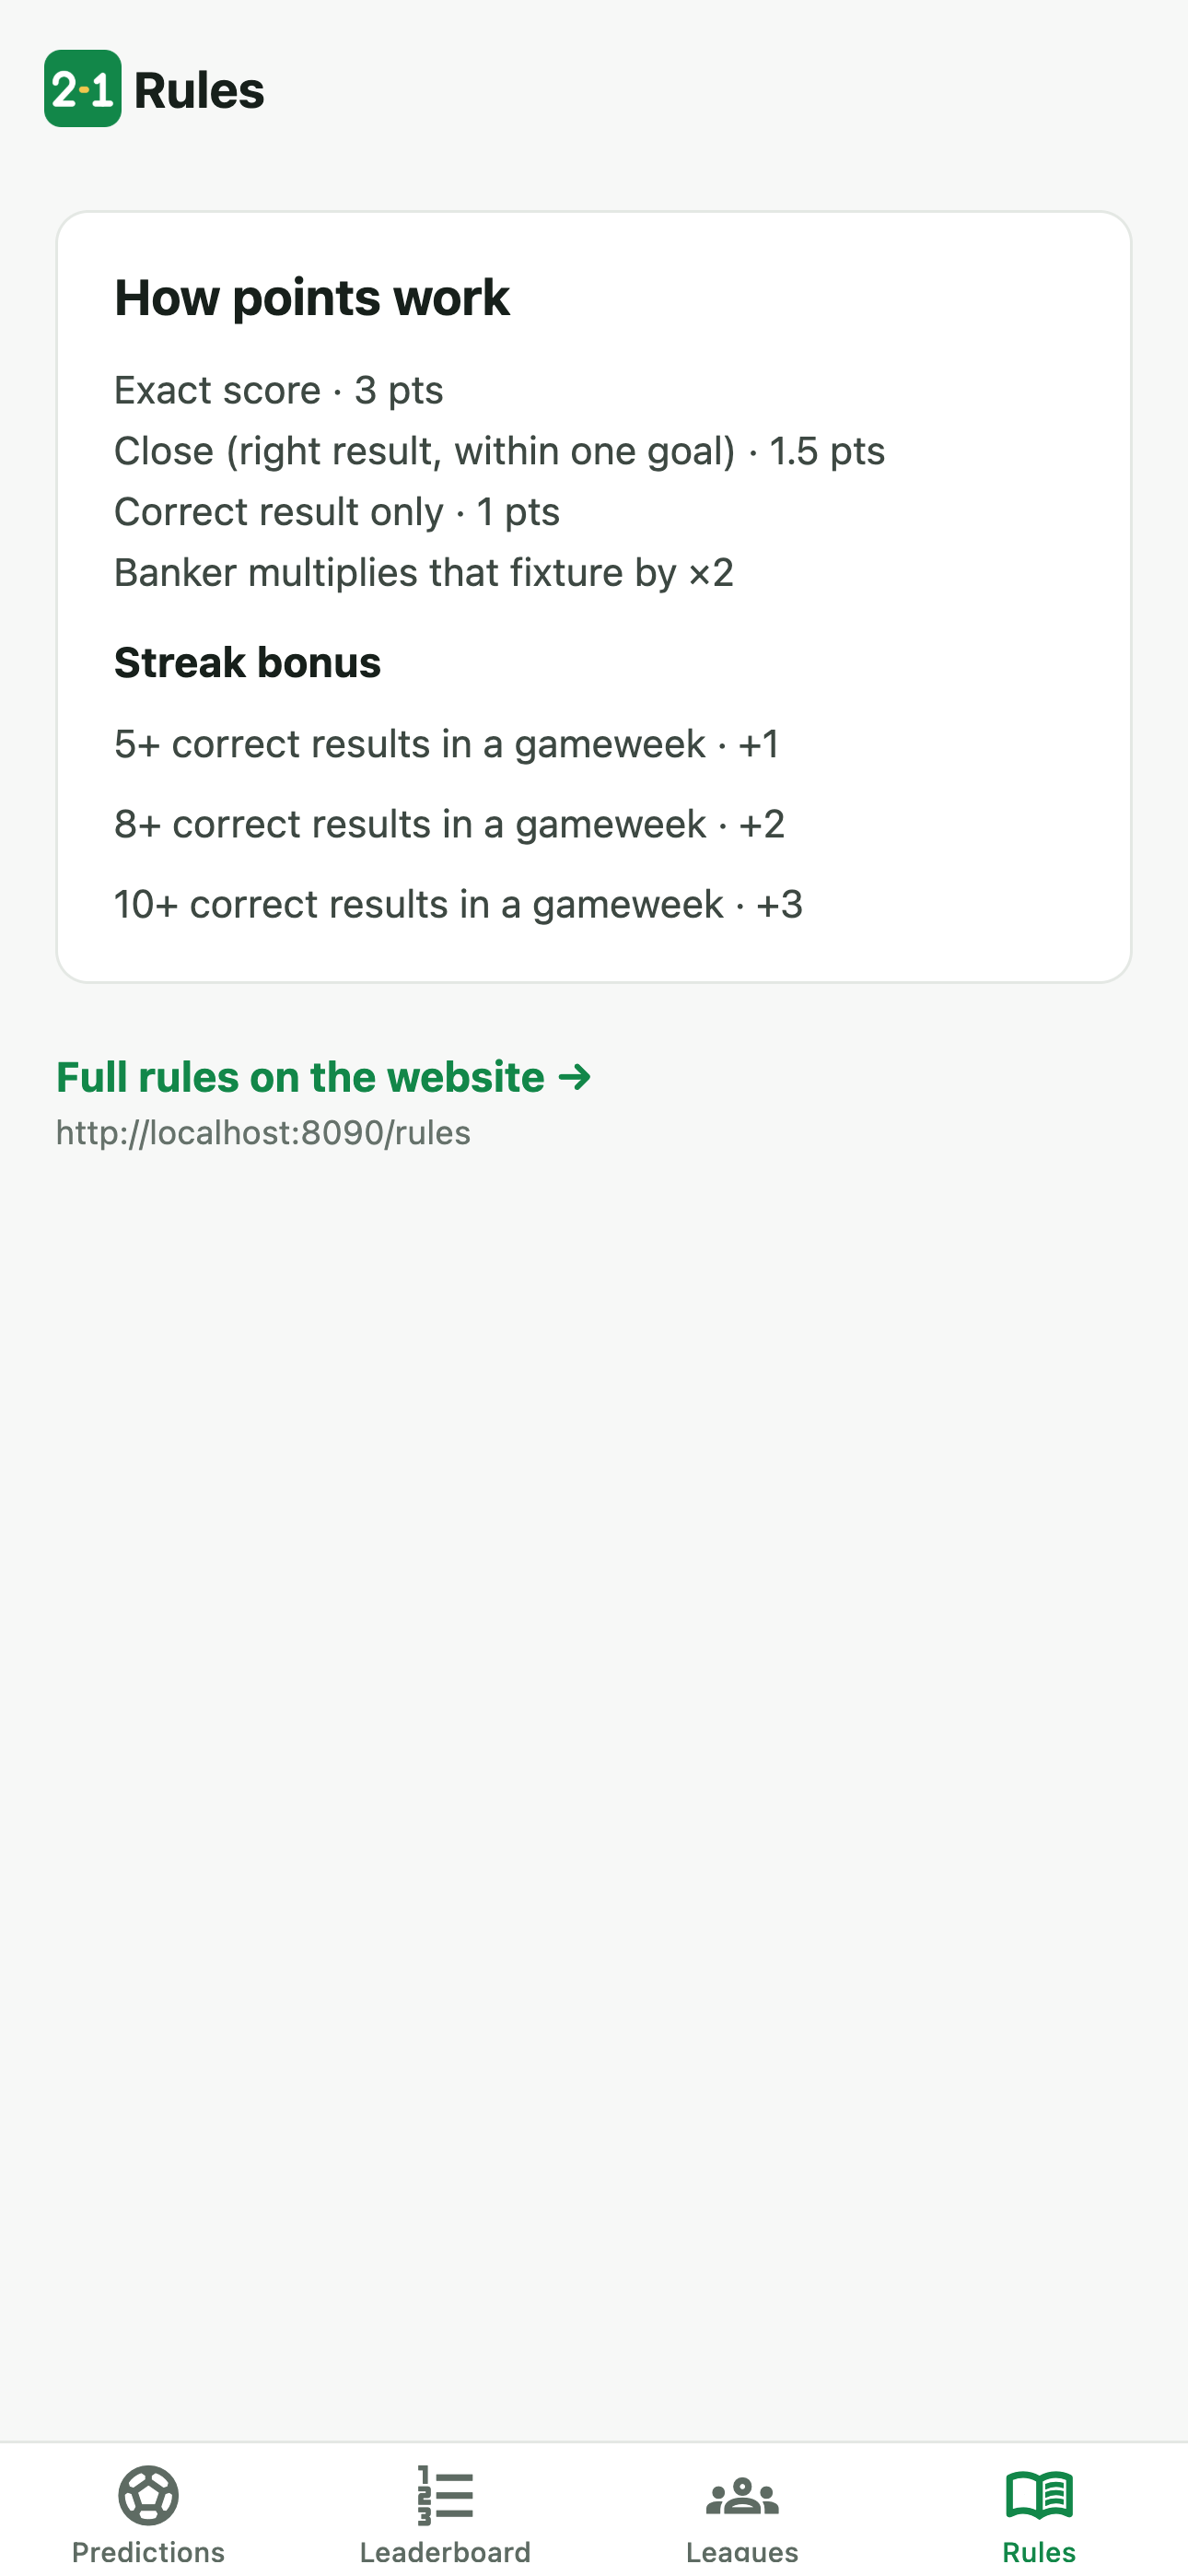 2-1 Rules
How points work
Exact score · 3 pts
Close (right result, within one goal) · 1.5 pts
Correct result only · 1 pts
Banker multiplies that fixture by ×2
Streak bonus
5+ correct results in a gameweek · +1
8+ correct results in a gameweek · +2
10+ correct results in a gameweek · +3
Full rules on the website →
http://localhost:8090/rules
1
2
3
Predictions Leaderboard Leagues Rules